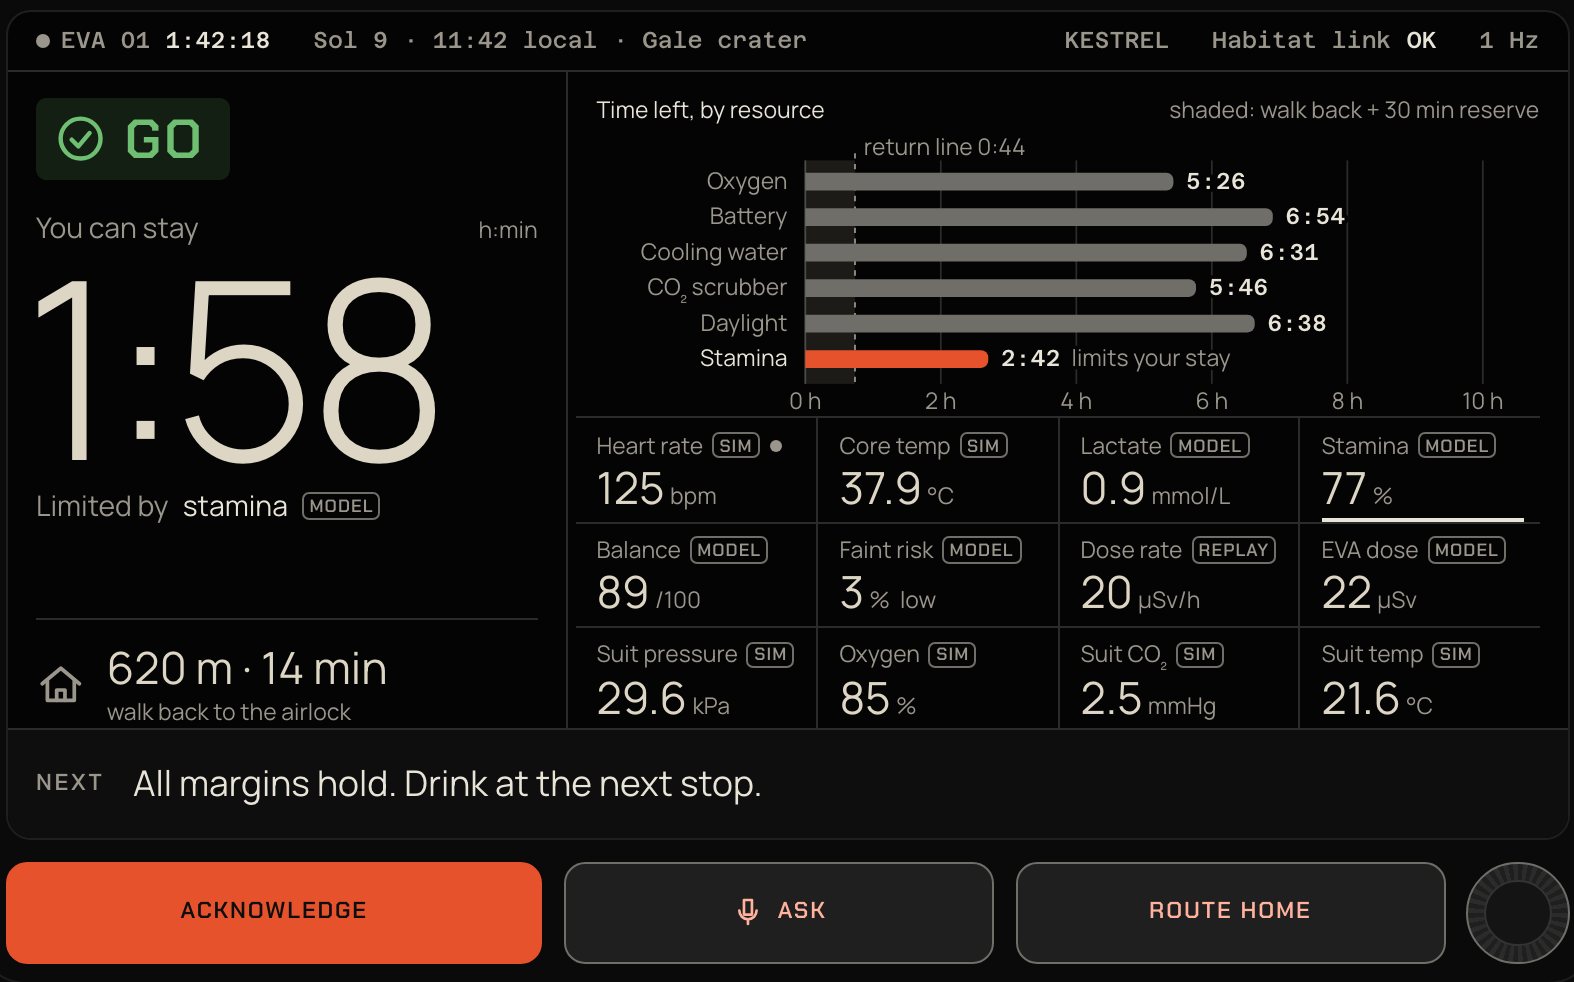 EVA 01 1:42:18 Sol 9 · 11:42 local · Gale crater KESTREL Habitat link OK 1 Hz
GO
You can stay h:min
1:58
Limited by stamina MODEL
620 m · 14 min
walk back to the airlock
Time left, by resource shaded: walk back + 30 min reserve
return line 0:44
Oxygen 5:26
Battery 6:54
Cooling water 6:31
CO₂ scrubber 5:46
Daylight 6:38
Stamina 2:42 limits your stay
0 h 2 h 4 h 6 h 8 h 10 h
Heart rate SIM Core temp SIM Lactate MODEL Stamina MODEL
125 bpm 37.9 °C 0.9 mmol/L 77 %
Balance MODEL Faint risk MODEL Dose rate REPLAY EVA dose MODEL
89 /100 3 % low 20 µSv/h 22 µSv
Suit pressure SIM Oxygen SIM Suit CO₂ SIM Suit temp SIM
29.6 kPa 85 % 2.5 mmHg 21.6 °C
NEXT All margins hold. Drink at the next stop.
ACKNOWLEDGE ASK ROUTE HOME